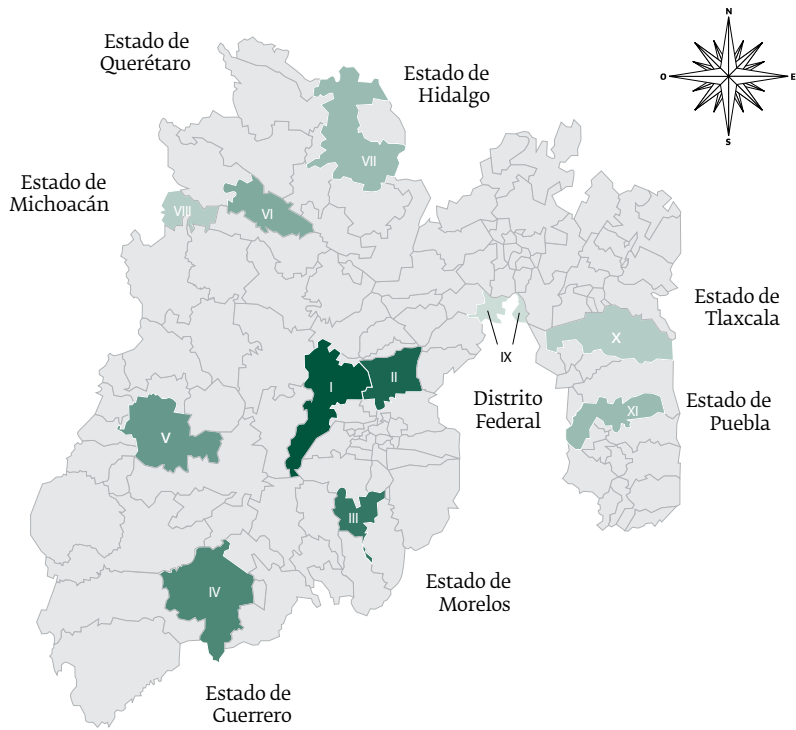 N
O
E
S
Estado de
Querétaro
Estado de
Hidalgo
Estado de
Michoacán
VII
VIII
VI
Estado de
Tlaxcala
X
IX
I
II
Distrito
Federal
Estado de
Puebla
XI
V
III
Estado de
Morelos
IV
Estado de
Guerrero